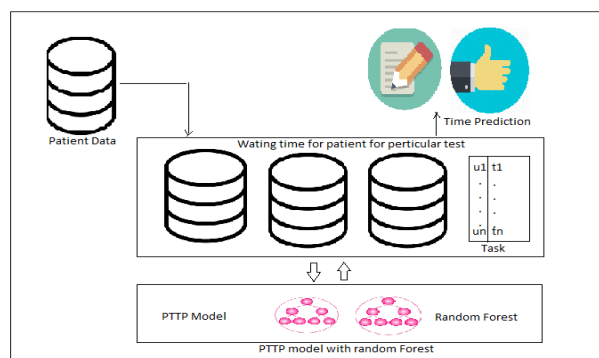 Patient Data
Time Prediction
Wating time for patient for perticular test
u1 t1
. .
. .
. .
un tn
Task
PTTP Model
Random Forest
PTTP model with random Forest